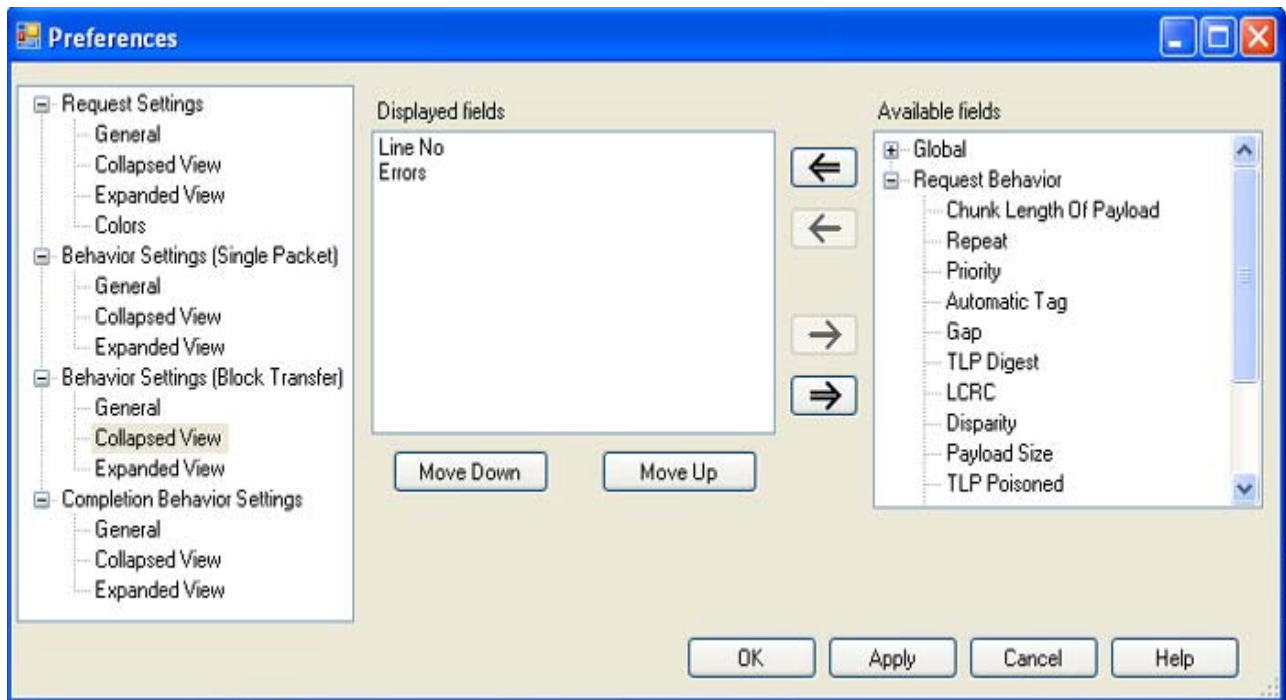 Preferences
Request Settings
General
Collapsed View
Expanded View
Colors
Behavior Settings (Single Packet)
General
Collapsed View
Expanded View
Behavior Settings (Block Transfer)
General
Collapsed View
Expanded View
Completion Behavior Settings
General
Collapsed View
Expanded View
Displayed fields
Line No
Errors
Move Down
Move Up
Available fields
Global
Request Behavior
Chunk Length Of Payload
Repeat
Priority
Automatic Tag
Gap
TLP Digest
LCRC
Disparity
Payload Size
TLP Poisoned
OK
Apply
Cancel
Help